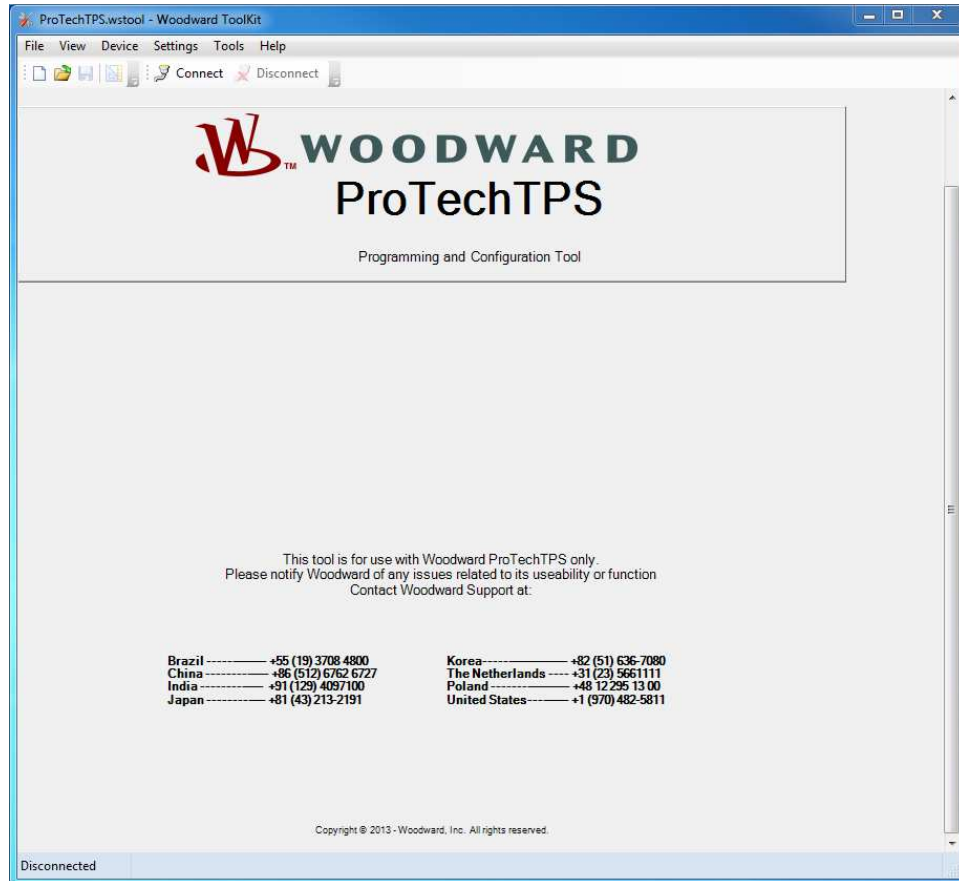 ProTechTPS.wstool - Woodward ToolKit
File View Device Settings Tools Help
Connect Disconnect
WOODWARD
TM
ProTechTPS
Programming and Configuration Tool
This tool is for use with Woodward ProTechTPS only.
Please notify Woodward of any issues related to its useability or function
Contact Woodward Support at:
Brazil ----------- +55 (19) 3708 4800
China ----------- +86 (512) 6762 6727
India ----------- +91 (129) 4097100
Japan ----------- +81 (43) 213-2191
Korea ----------- +82 (51) 636-7080
The Netherlands ---- +31 (23) 5661111
Poland ----------- +48 12 295 13 00
United States ------- +1 (970) 482-5811
Copyright © 2013 - Woodward, Inc. All rights reserved.
Disconnected